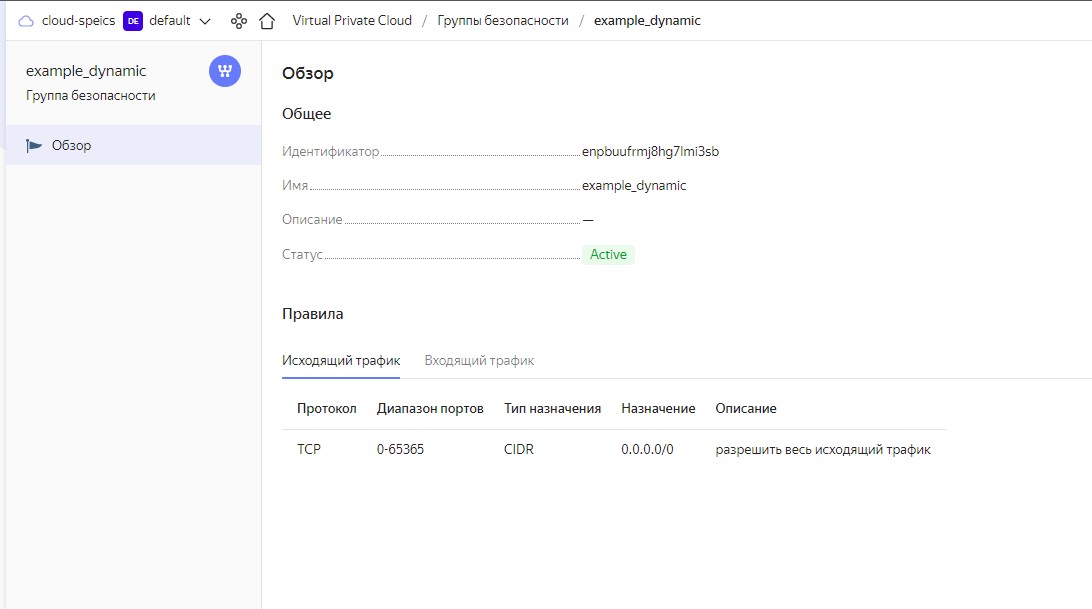 cloud-speics DE default Virtual Private Cloud / Группы безопасности / example_dynamic
example_dynamic
Группа безопасности
Обзор
Обзор
Общее
Идентификатор enpbuufrmj8hg7lmi3sb
Имя example_dynamic
Описание —
Статус Active
Правила
Исходящий трафик Входящий трафик
Протокол Диапазон портов Тип назначения Назначение Описание
TCP 0-65365 CIDR 0.0.0.0/0 разрешить весь исходящий трафик